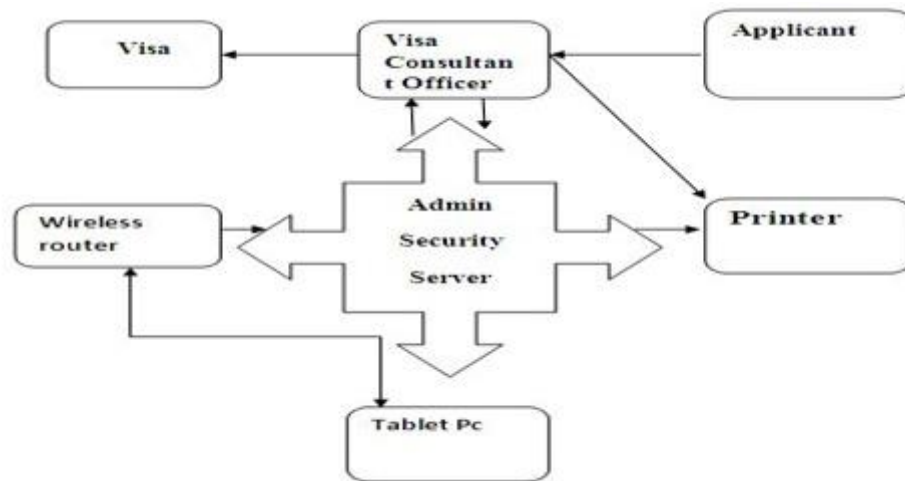 Visa
Visa
Consultan
t Officer
Applicant
Wireless
router
Admin
Security
Server
Printer
Tablet Pc